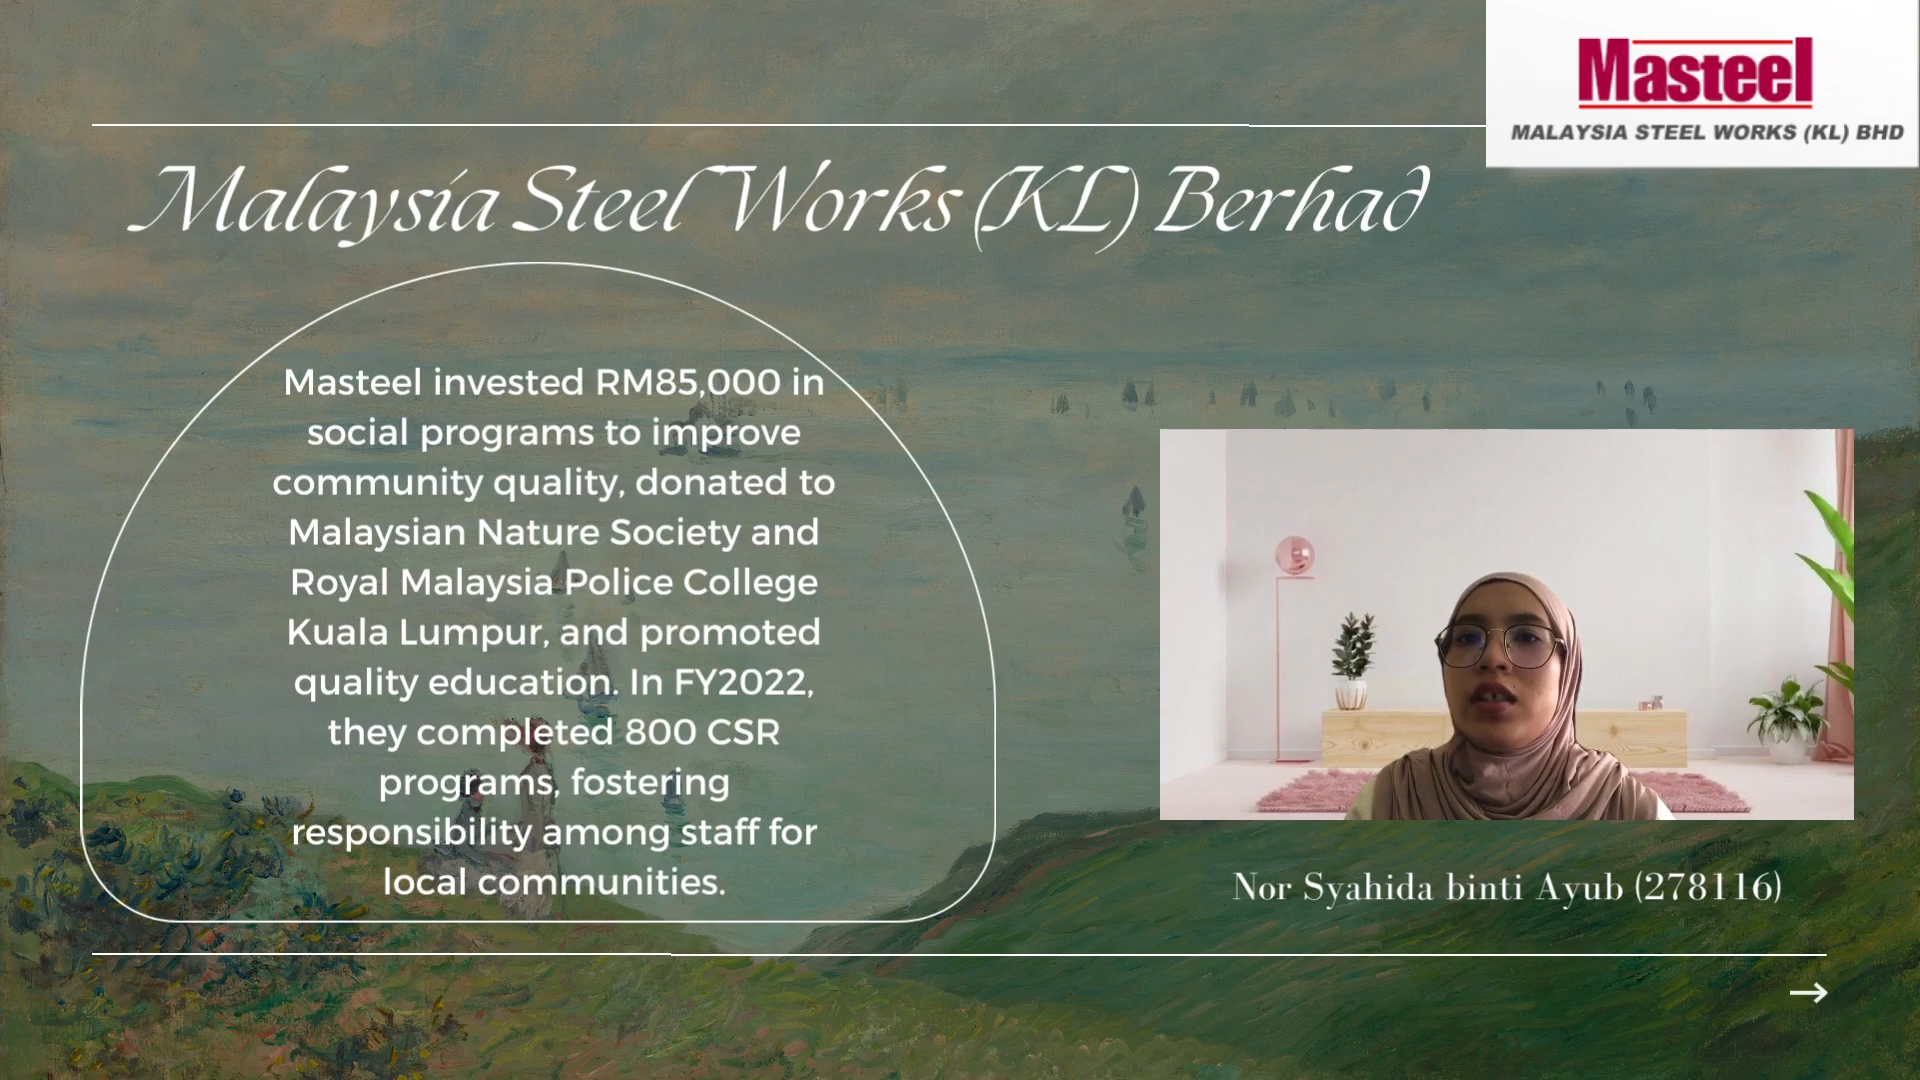 Masteel
MALAYSIA STEEL WORKS (KL) BHD
Malaysia Steel Works (KL) Berhad
Masteel invested RM85,000 in
social programs to improve
community quality, donated to
Malaysian Nature Society and
Royal Malaysia Police College
Kuala Lumpur, and promoted
quality education. In FY2022,
they completed 800 CSR
programs, fostering
responsibility among staff for
local communities.
Nor Syahida binti Ayub (278116)